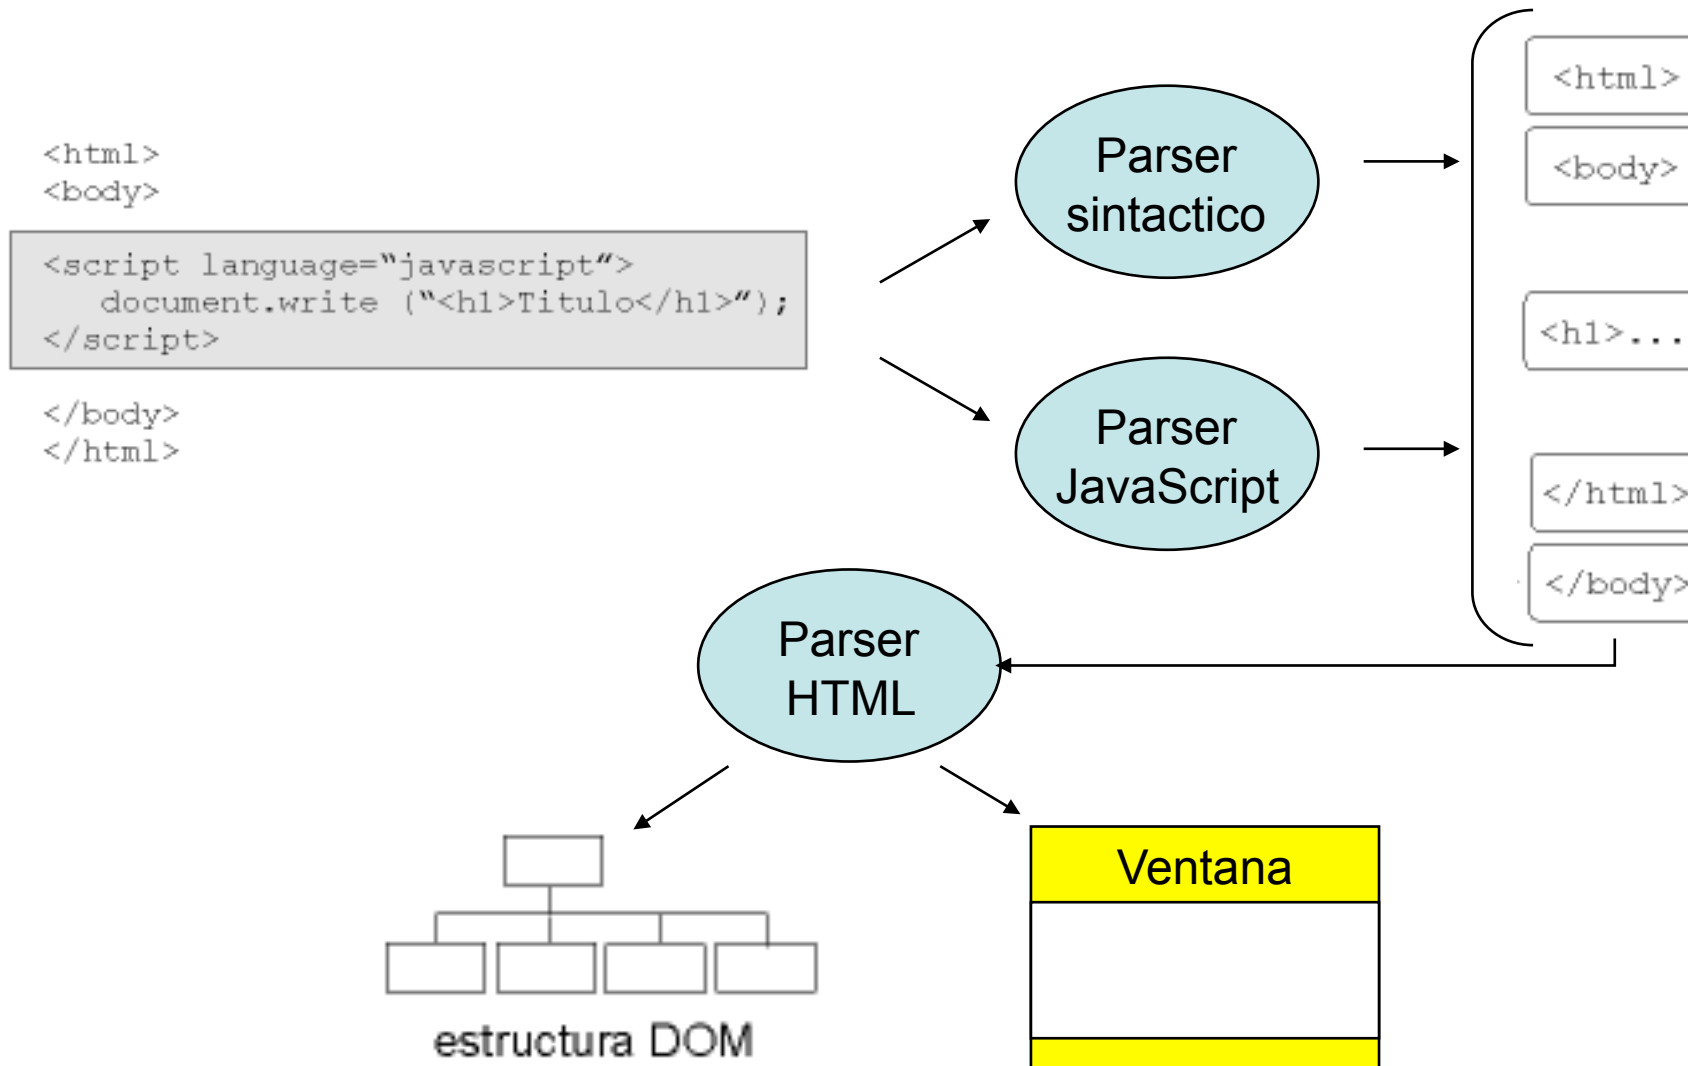 <html>
<body>
<script language="javascript">
document.write ("<h1>Titulo</h1>");
</script>
</body>
</html>
Parser
sintactico
Parser
JavaScript
<html>
<body>
<h1>...
</html>
</body>
Parser
HTML
estructura DOM
Ventana